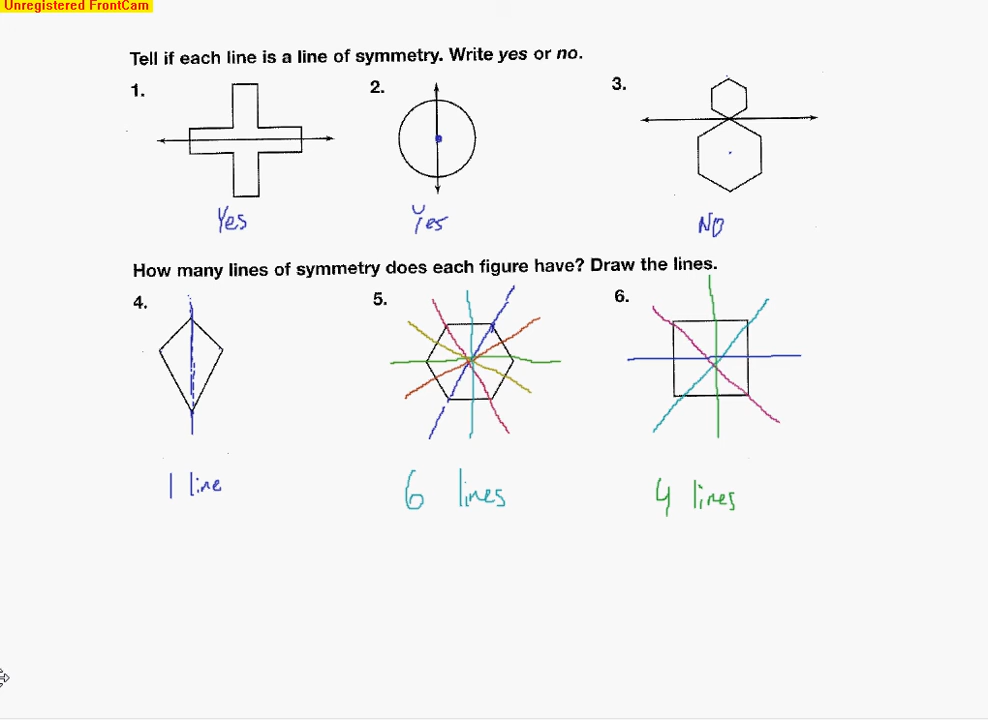 Unregistered FrontCam
Tell if each line is a line of symmetry. Write yes or no.
1. 2. 3.
Yes Yes NO
How many lines of symmetry does each figure have? Draw the lines.
4. 5. 6.
1 line 6 lines 4 lines